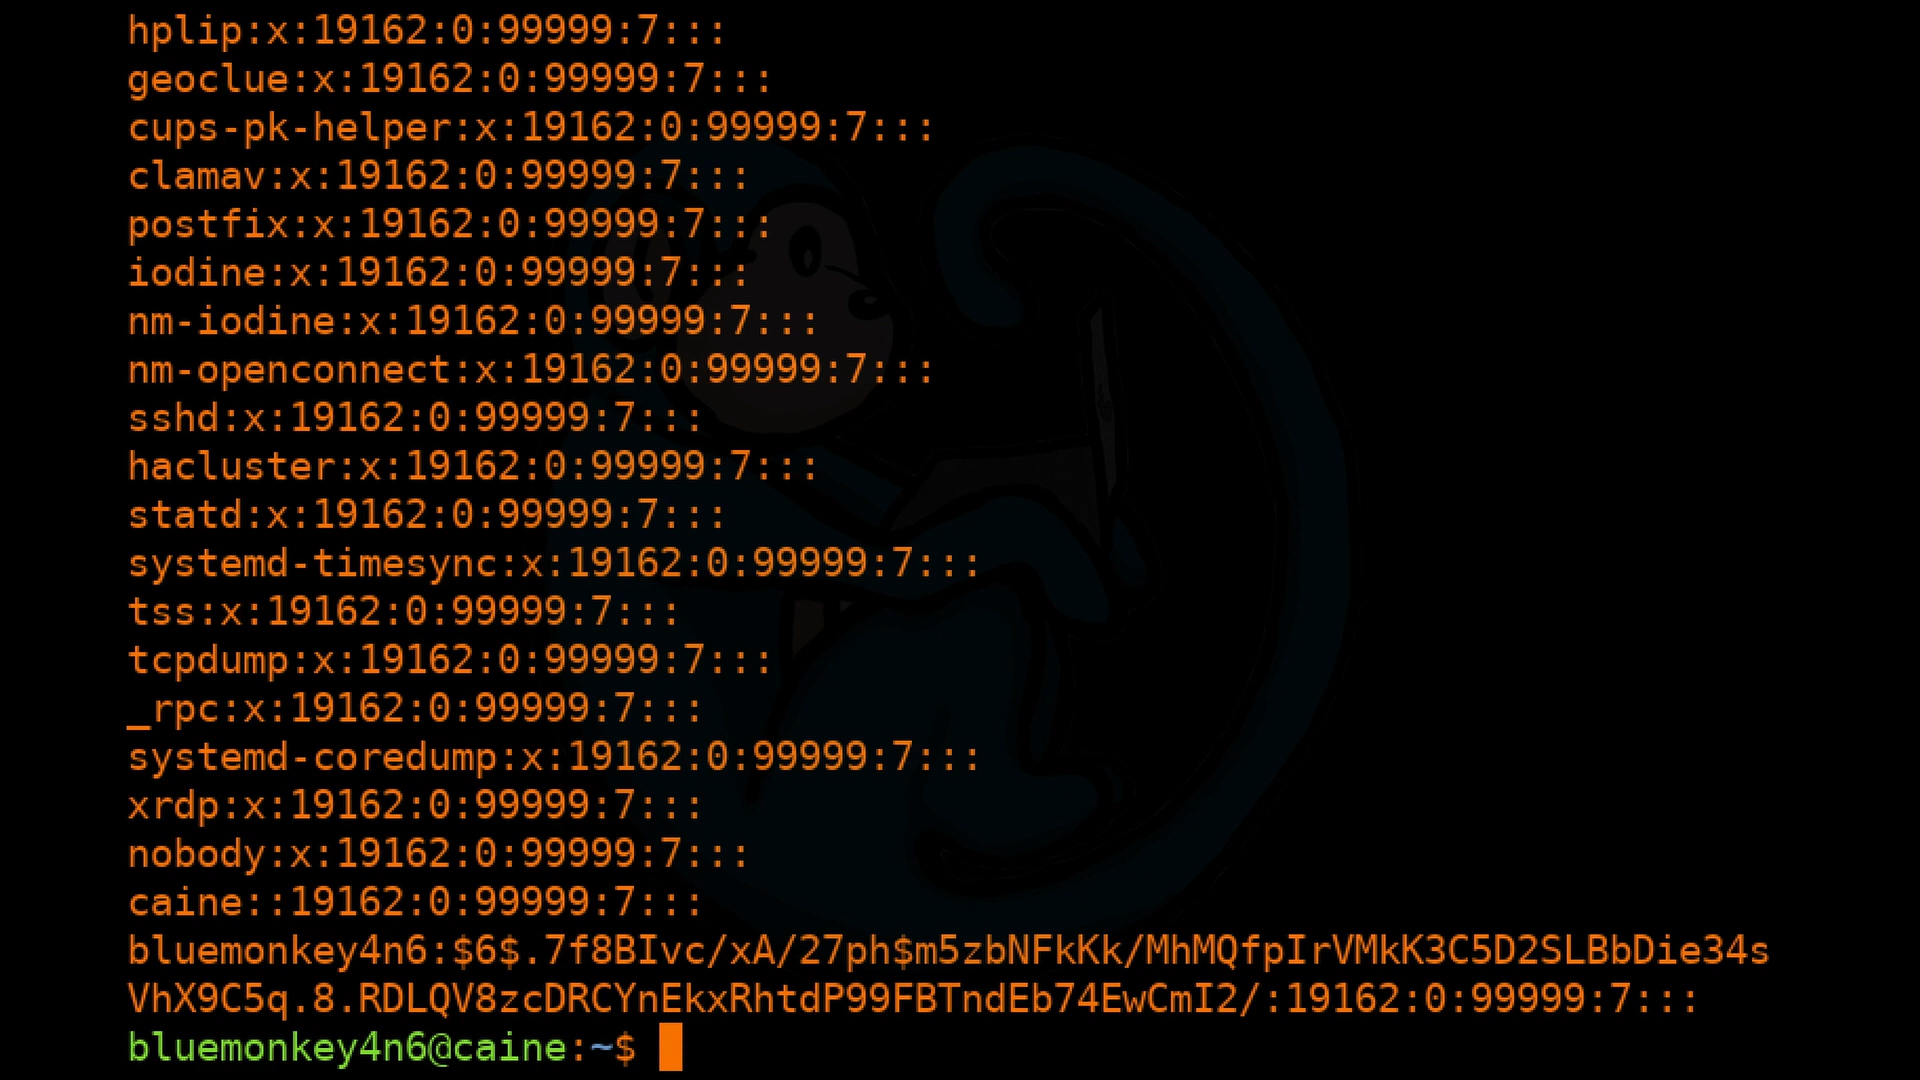 hplip:x:19162:0:99999:7:::
geoclue:x:19162:0:99999:7:::
cups-pk-helper:x:19162:0:99999:7:::
clamav:x:19162:0:99999:7:::
postfix:x:19162:0:99999:7:::
iodine:x:19162:0:99999:7:::
nm-iodine:x:19162:0:99999:7:::
nm-openconnect:x:19162:0:99999:7:::
sshd:x:19162:0:99999:7:::
hacluster:x:19162:0:99999:7:::
statd:x:19162:0:99999:7:::
systemd-timesync:x:19162:0:99999:7:::
tss:x:19162:0:99999:7:::
tcpdump:x:19162:0:99999:7:::
_rpc:x:19162:0:99999:7:::
systemd-coredump:x:19162:0:99999:7:::
xrdp:x:19162:0:99999:7:::
nobody:x:19162:0:99999:7:::
caine::19162:0:99999:7:::
bluemonkey4n6:$6$.7f8BIvc/xA/27ph$m5zbNFkKk/MhMQfpIrVMkK3C5D2SLBbDie34s
VhX9C5q.8.RDLQV8zcDRCYnEkxRhtdP99FBTndEb74EwCmI2/:19162:0:99999:7:::
bluemonkey4n6@caine:~$